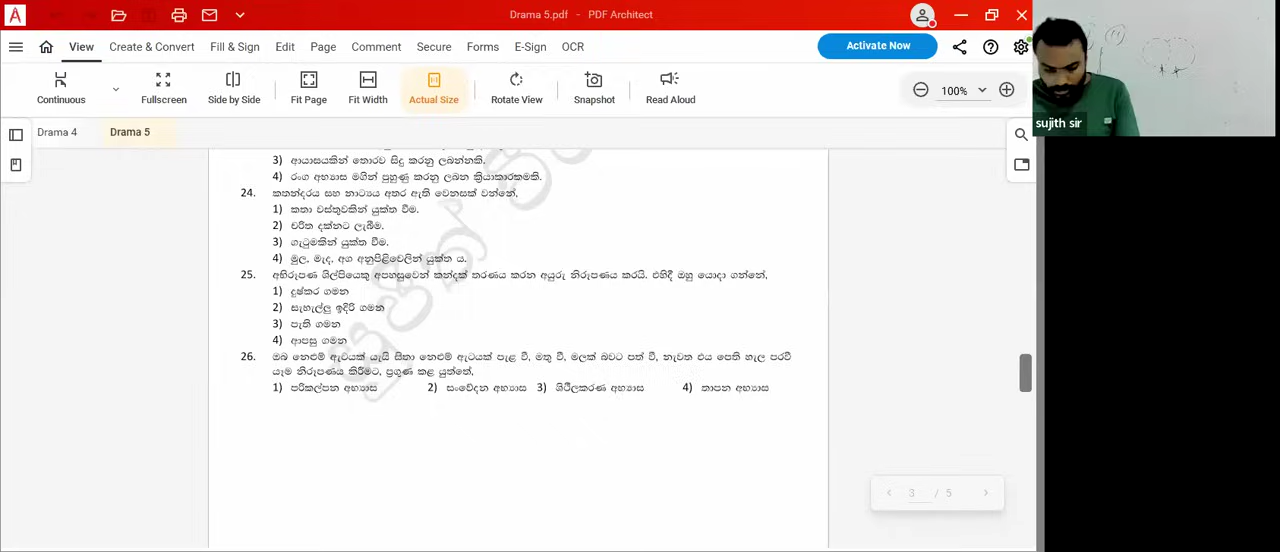 Drama 5.pdf - PDF Architect
View Create & Convert Fill & Sign Edit Page Comment Secure Forms E-Sign OCR Activate Now
Continuous Fullscreen Side by Side Fit Page Fit Width Actual Size Rotate View Snapshot Read Aloud 100%
Drama 4 Drama 5
sujith sir
3) ආයාසයකින් තොරව සිදු කරනු ලබන්නකි.
4) රංග අභ්‍යාස මගින් පුහුණු කරනු ලබන ක්‍රියාකාරකමකි.
24. කතන්දරය සහ නාට්‍යය අතර ඇති වෙනසක් වන්නේ,
1) කතා වස්තුවකින් යුක්ත වීම.
2) චරිත දක්නට ලැබීම.
3) ගැටුමකින් යුක්ත වීම.
4) මුල, මැද, අග අනුපිළිවෙලින් යුක්ත ය.
25. අභිරූපණ ශිල්පියෙකු අපහසුවෙන් කන්දක් තරණය කරන අයුරු නිරූපණය කරයි. එහිදී ඔහු යොදා ගන්නේ,
1) දුෂ්කර ගමන
2) සැහැල්ලු ඉදිරි ගමන
3) පැති ගමන
4) ආපසු ගමන
26. ඔබ නෙළුම් ඇටයක් යැයි සිතා නෙළුම් ඇටයක් පැළ වී, මතු වී, මලක් බවට පත් වී, නැවත එය පෙති හැල පරවී
යෑම නිරූපණය කිරීමට, ප්‍රගුණ කළ යුත්තේ,
1) පරිකල්පන අභ්‍යාස 2) සංවේදන අභ්‍යාස 3) ශිථිලකරණ අභ්‍යාස 4) තාපන අභ්‍යාස
3 / 5